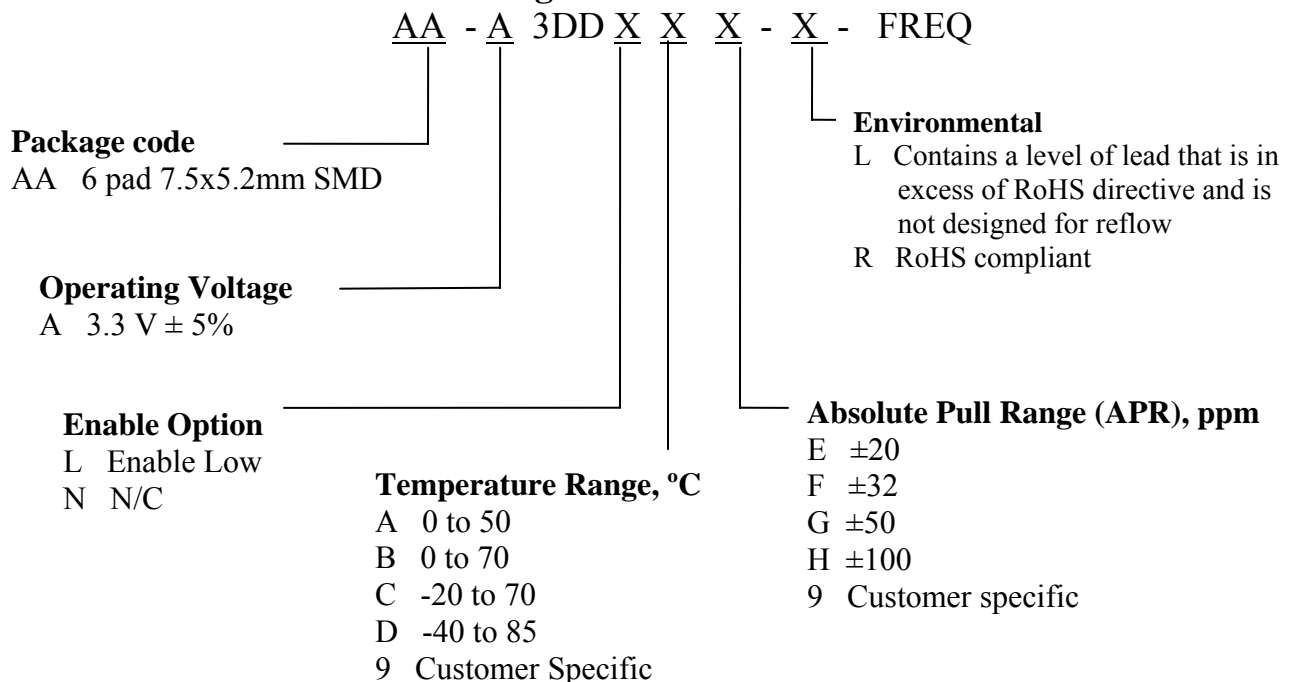 AA - A 3DD X X X - X - FREQ
Package code
AA 6 pad 7.5x5.2mm SMD
Operating Voltage
A 3.3 V ± 5%
Enable Option
L Enable Low
N N/C
Temperature Range, ºC
A 0 to 50
B 0 to 70
C -20 to 70
D -40 to 85
9 Customer Specific
Absolute Pull Range (APR), ppm
E ±20
F ±32
G ±50
H ±100
9 Customer specific
Environmental
L Contains a level of lead that is in
excess of RoHS directive and is
not designed for reflow
R RoHS compliant